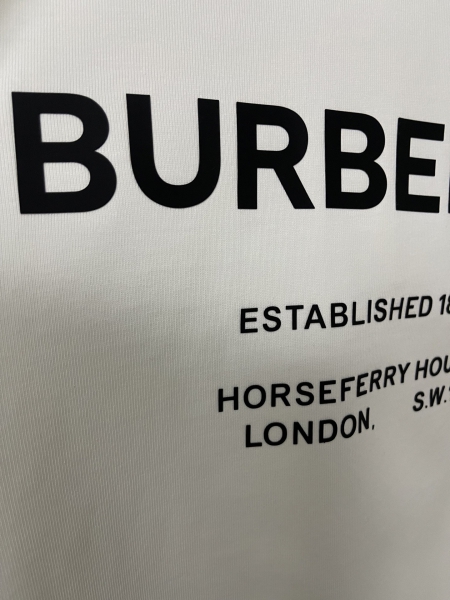 BURBE
ESTABLISHED 18
HORSEFERRY HOU
LONDON, S.W.